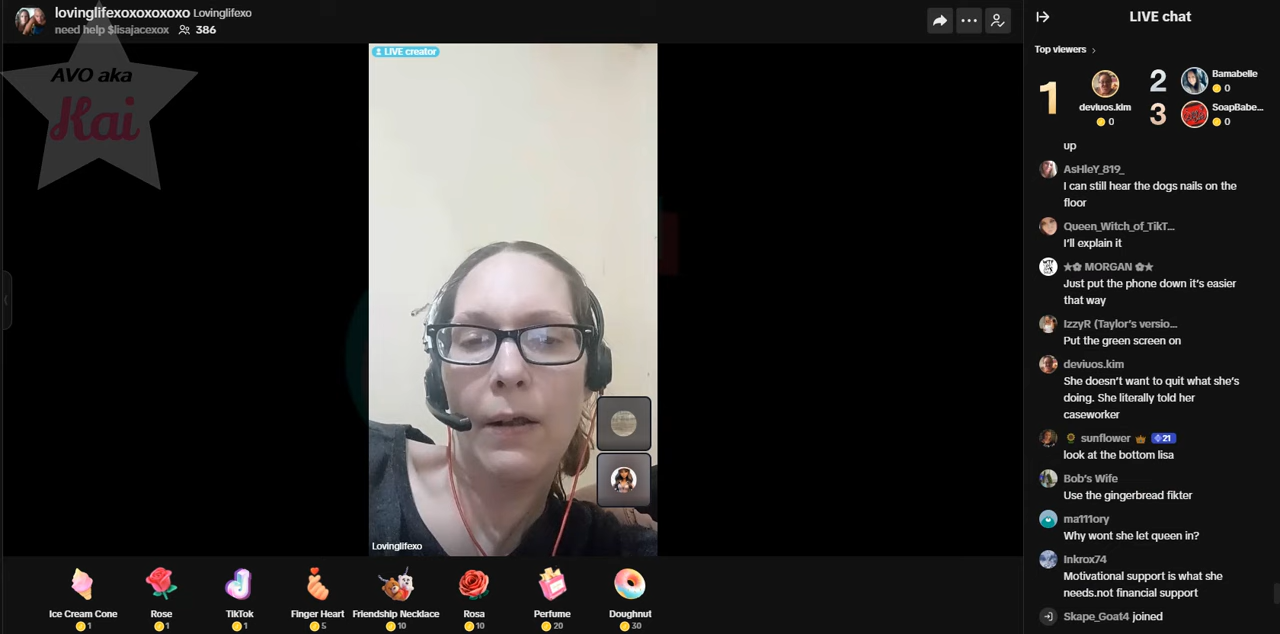 lovinglifexoxoxoxoxo Lovinglifexo
need help $lisajacexox 386
AVO aka
Kai
LIVE creator
Lovinglifexo
Ice Cream Cone
1
Rose
1
TikTok
1
Finger Heart
5
Friendship Necklace
10
Rosa
10
Perfume
20
Doughnut
30
LIVE chat
Top viewers >
1
deviuos.kim
0
2
Bamabelle
0
3
SoapBabe...
0
up
AsHleY_819_
I can still hear the dogs nails on the
floor
Queen_Witch_of_TikT...
I'll explain it
★✿ MORGAN ✿★
Just put the phone down it's easier
that way
IzzyR (Taylor's versio...
Put the green screen on
deviuos.kim
She doesn't want to quit what she's
doing. She literally told her
caseworker
sunflower 21
look at the bottom lisa
Bob's Wife
Use the gingerbread fikter
ma111ory
Why wont she let queen in?
Inkrox74
Motivational support is what she
needs.not financial support
Skape_Goat4 joined